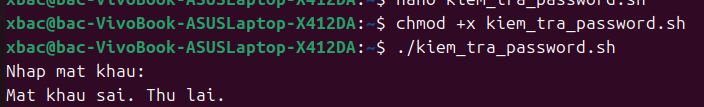 xbac@bac-VivoBook-ASUSLaptop-X412DA:~$ nano kiem_tra_password.sh
xbac@bac-VivoBook-ASUSLaptop-X412DA:~$ chmod +x kiem_tra_password.sh
xbac@bac-VivoBook-ASUSLaptop-X412DA:~$ ./kiem_tra_password.sh
Nhap mat khau:
Mat khau sai. Thu lai.